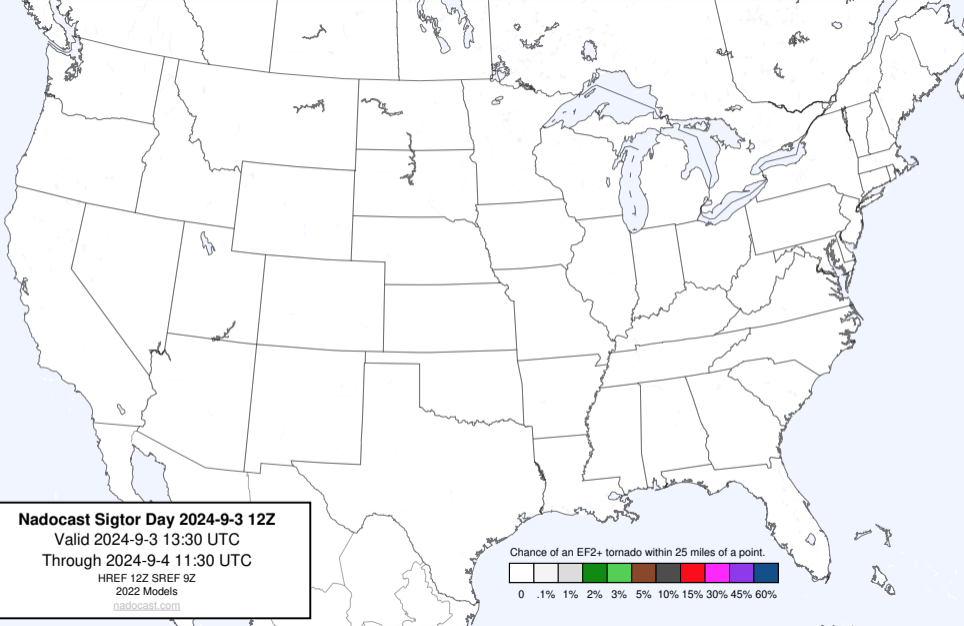 Nadocast Sigtor Day 2024-9-3 12Z
Valid 2024-9-3 13:30 UTC
Through 2024-9-4 11:30 UTC
HREF 12Z SREF 9Z
2022 Models
nadocast.com
Chance of an EF2+ tornado within 25 miles of a point.
0 .1% 1% 2% 3% 5% 10% 15% 30% 45% 60%